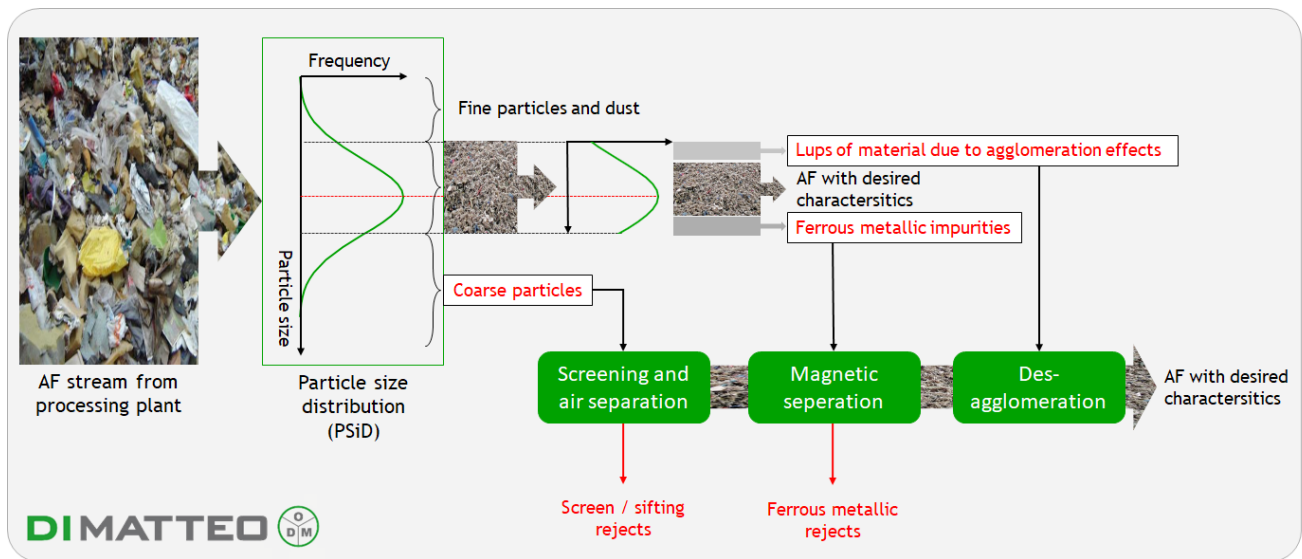 Frequency
Particle size
Fine particles and dust
Lups of material due to agglomeration effects
AF with desired
charactersitics
Ferrous metallic impurities
Coarse particles
AF stream from
processing plant
Particle size
distribution
(PSiD)
Screening and
air separation
Magnetic
seperation
Des-
agglomeration
AF with desired
charactersitics
Screen / sifting
rejects
Ferrous metallic
rejects
DIMATTEO
O
D M